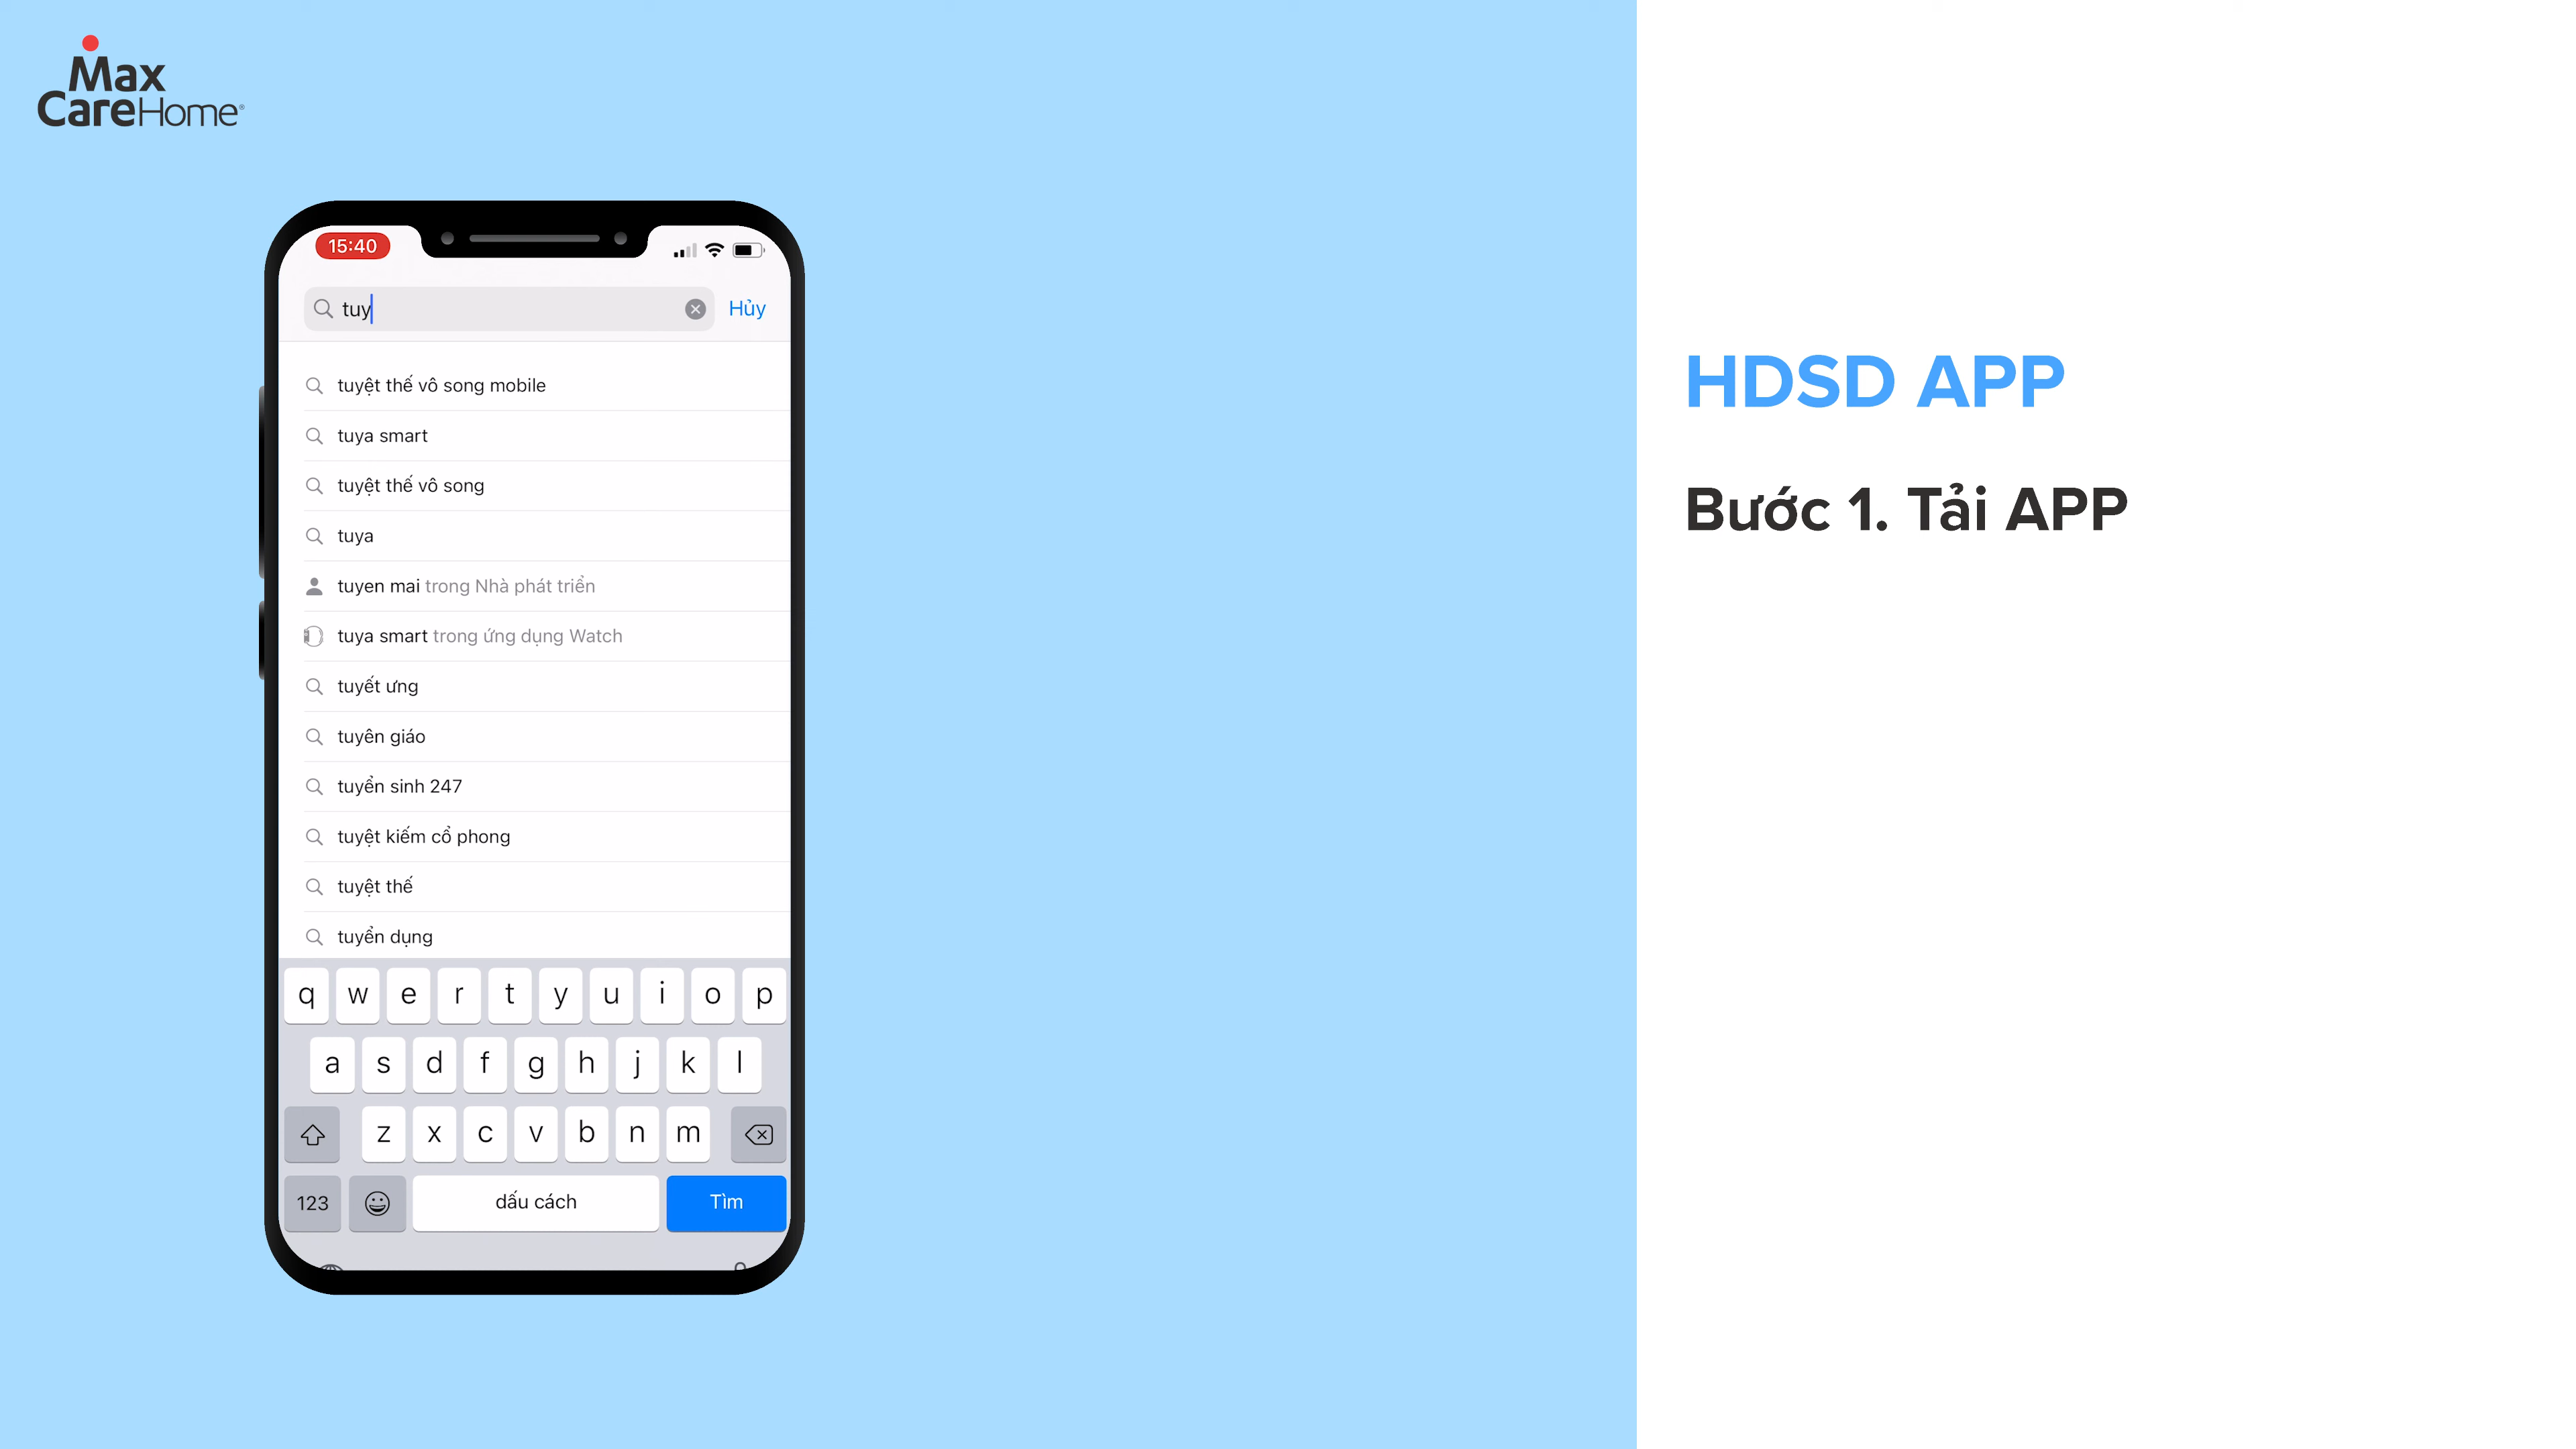 Max
CareHome®
15:40
tuy
Hủy
tuyệt thế vô song mobile
tuya smart
tuyệt thế vô song
tuya
tuyen mai trong Nhà phát triển
tuya smart trong ứng dụng Watch
tuyết ưng
tuyên giáo
tuyển sinh 247
tuyệt kiếm cổ phong
tuyệt thế
tuyển dụng
q w e r t y u i o p
a s d f g h j k l
z x c v b n m
123
dấu cách
Tìm
HDSD APP
Bước 1. Tải APP